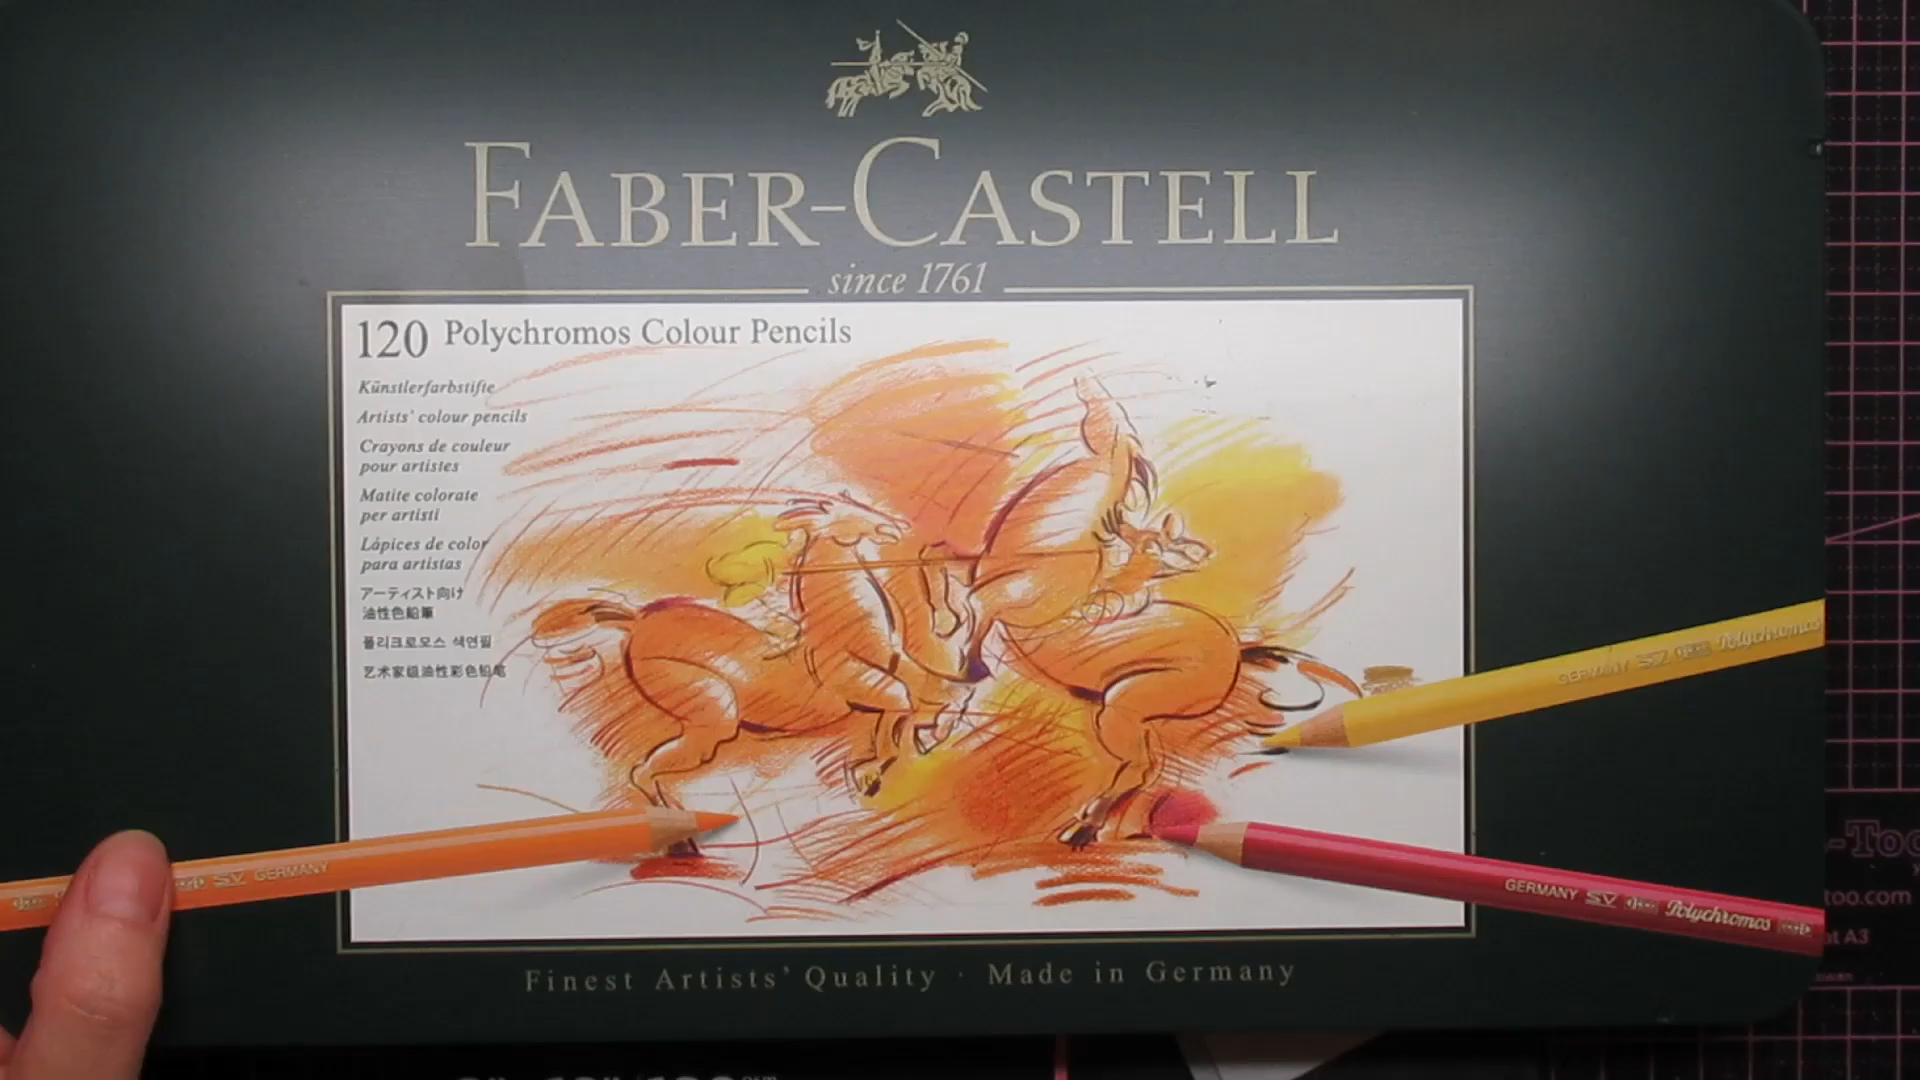 FABER-CASTELL
since 1761
120 Polychromos Colour Pencils
Künstlerfarbstifte
Artists' colour pencils
Crayons de couleur
pour artistes
Matite colorate
per artisti
Lápices de color
para artistas
アーティスト向け
油性色鉛筆
폴리크로모스 색연필
艺术家级油性彩色铅笔
GERMANY SV Polychromos
SV GERMANY
GERMANY SV Polychromos
too.com
A3
Finest Artists' Quality · Made in Germany